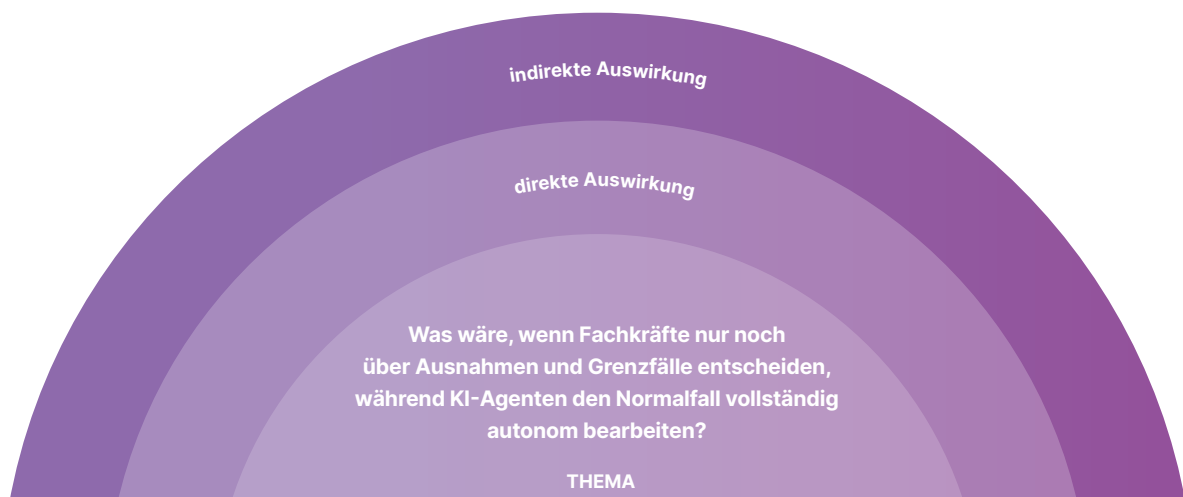 indirekte Auswirkung
direkte Auswirkung
Was wäre, wenn Fachkräfte nur noch
über Ausnahmen und Grenzfälle entscheiden,
während KI-Agenten den Normalfall vollständig
autonom bearbeiten?
THEMA